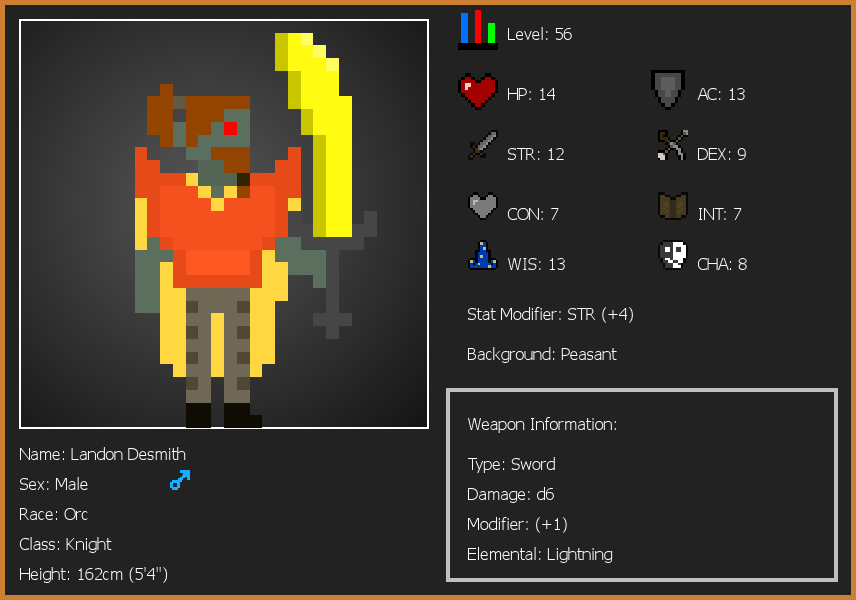 Level: 56
HP: 14
AC: 13
STR: 12
DEX: 9
CON: 7
INT: 7
WIS: 13
CHA: 8
Stat Modifier: STR (+4)
Background: Peasant
Weapon Information:
Type: Sword
Damage: d6
Modifier: (+1)
Elemental: Lightning
Name: Landon Desmith
Sex: Male
Race: Orc
Class: Knight
Height: 162cm (5'4")